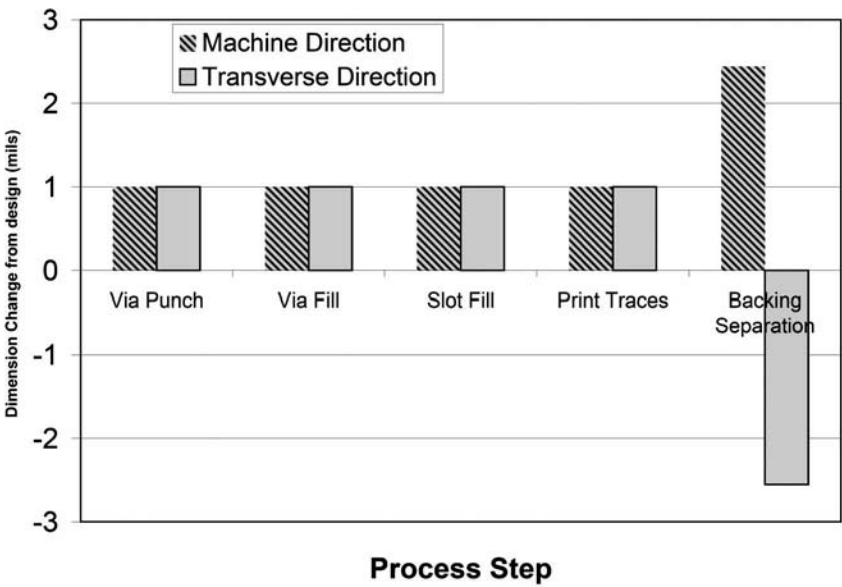 3
2
1
0
-1
-2
-3
Dimension Change from design (mils)
Machine Direction
Transverse Direction
Via Punch
Via Fill
Slot Fill
Print Traces
Backing
Separation
Process Step